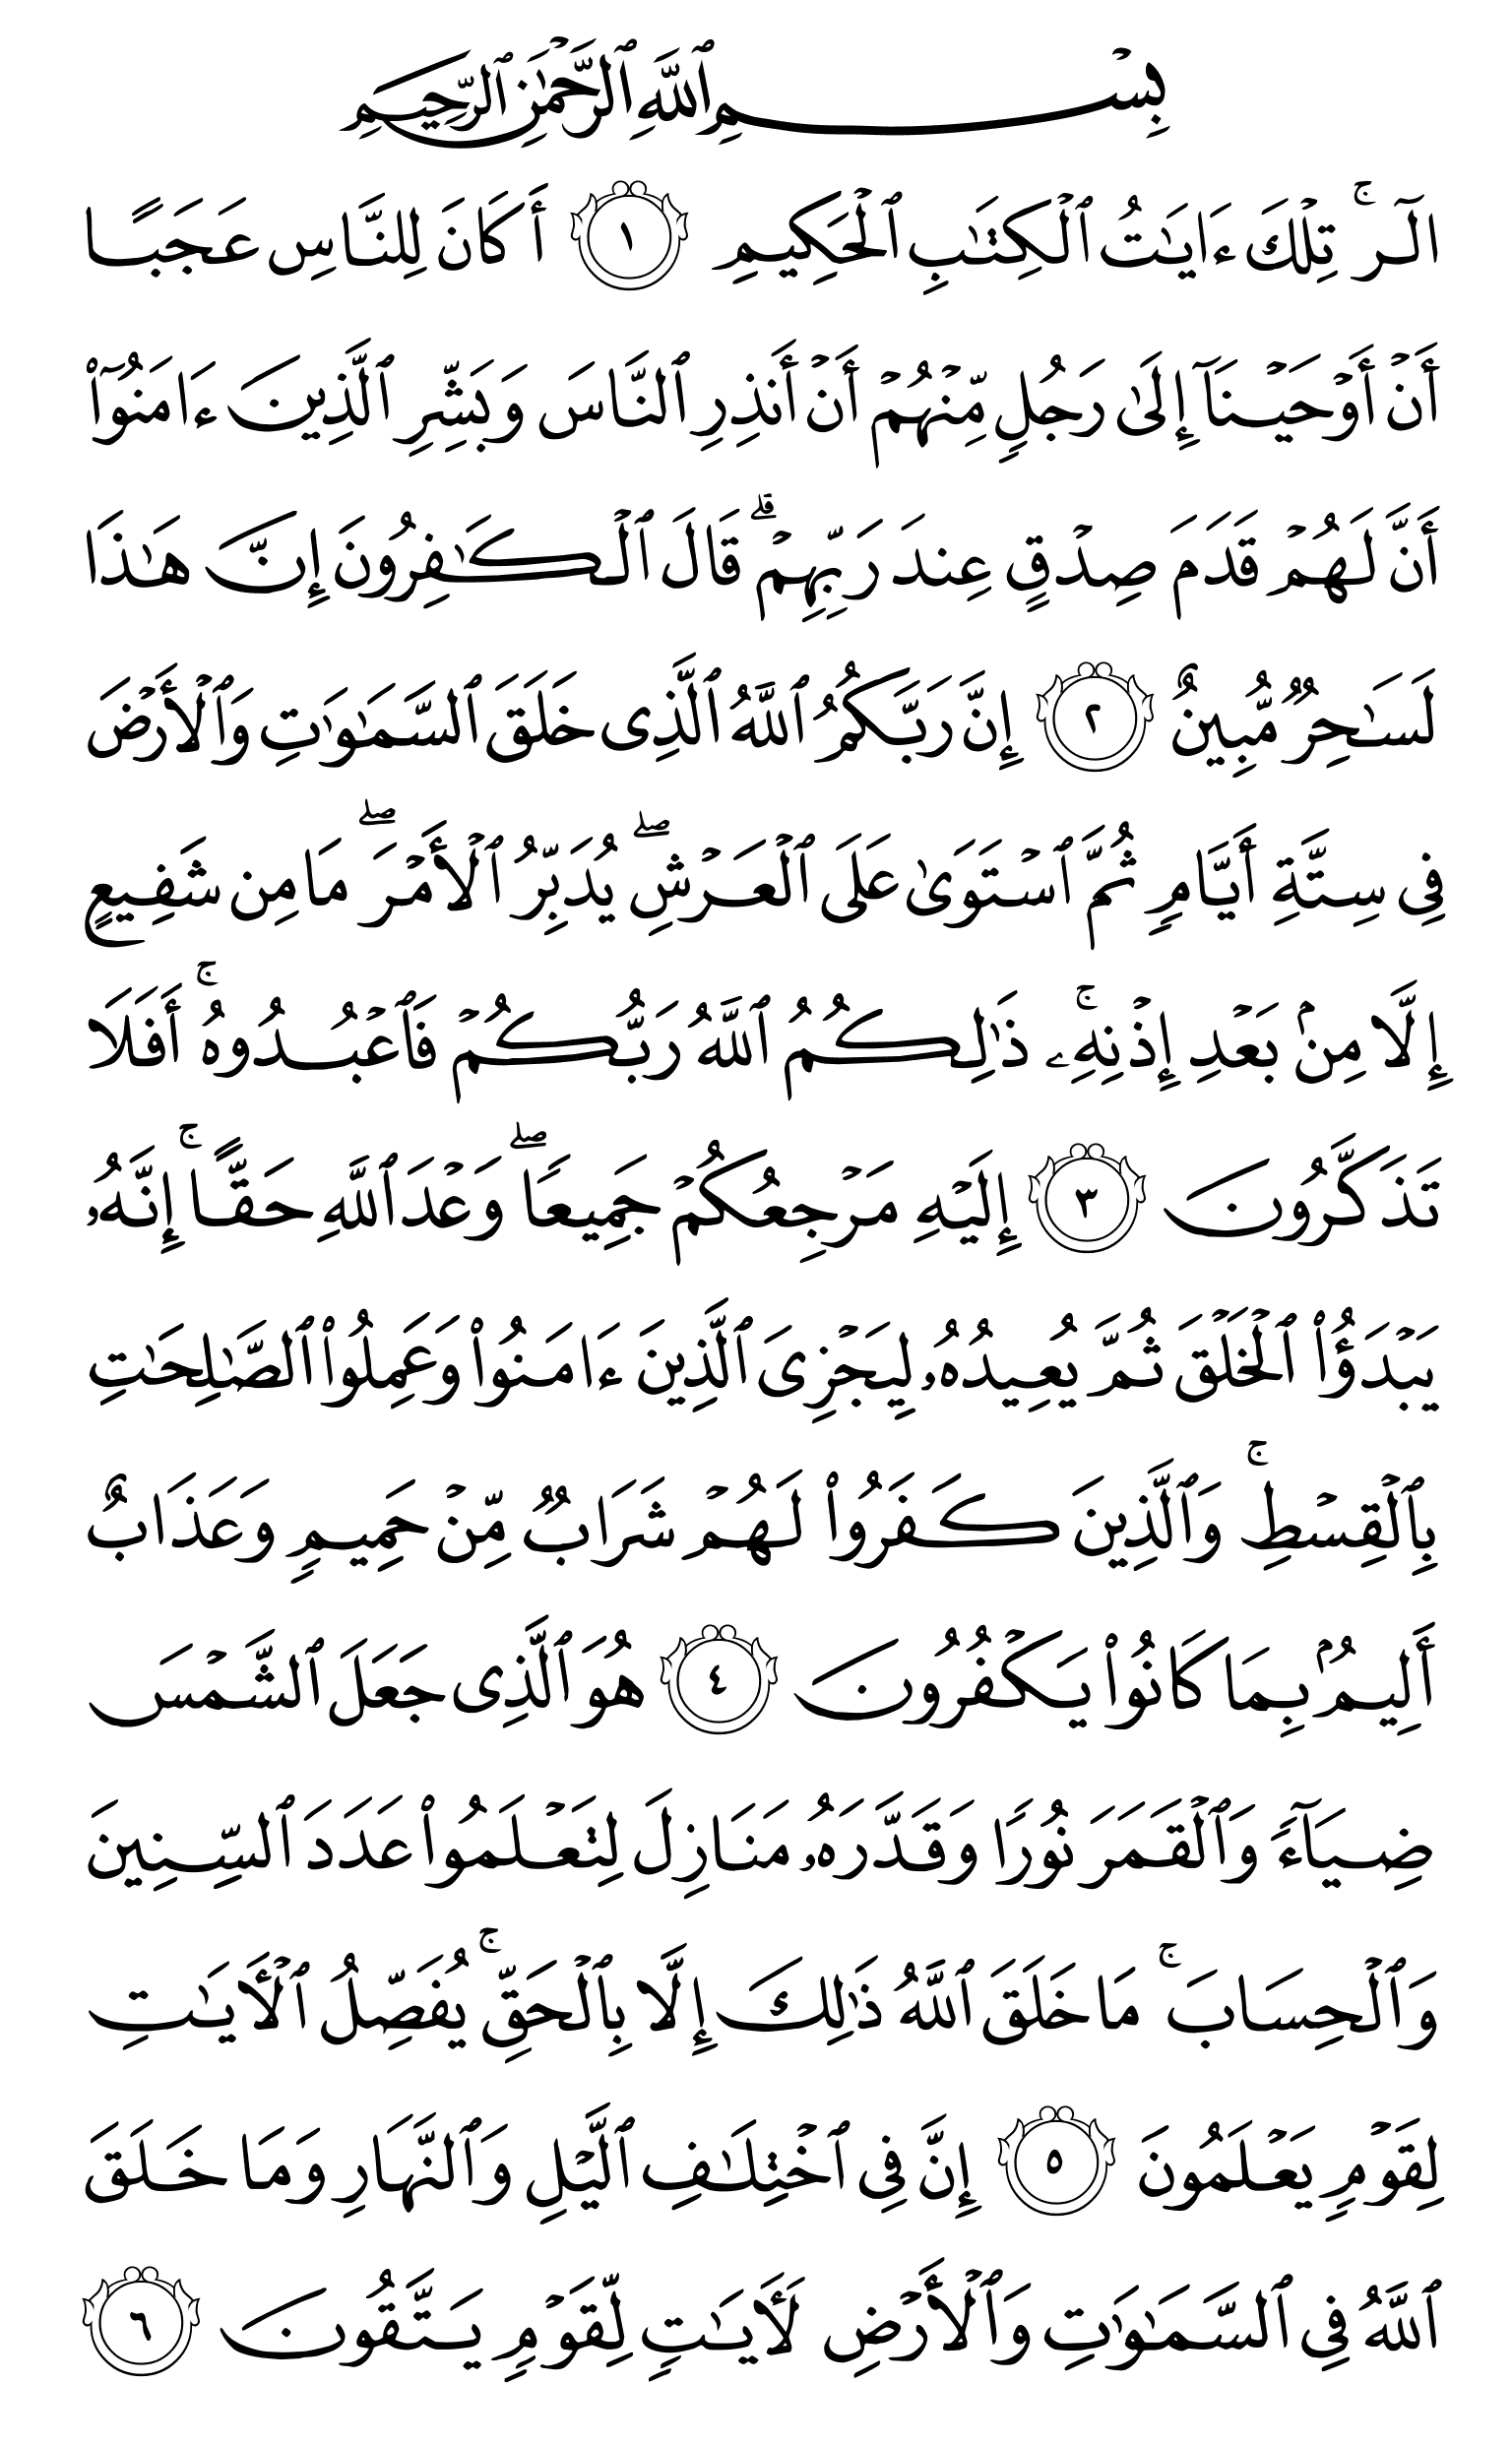 بِسْمِ ٱللَّهِ ٱلرَّحْمَٰنِ ٱلرَّحِيمِ
الٓر ۚ تِلْكَ ءَايَٰتُ ٱلْكِتَٰبِ ٱلْحَكِيمِ ١ أَكَانَ لِلنَّاسِ عَجَبًا
أَنْ أَوْحَيْنَآ إِلَىٰ رَجُلٍ مِّنْهُمْ أَنْ أَنذِرِ ٱلنَّاسَ وَبَشِّرِ ٱلَّذِينَ ءَامَنُوٓا۟
أَنَّ لَهُمْ قَدَمَ صِدْقٍ عِندَ رَبِّهِمْ ۗ قَالَ ٱلْكَٰفِرُونَ إِنَّ هَٰذَا
لَسَٰحِرٌ مُّبِينٌ ٢ إِنَّ رَبَّكُمُ ٱللَّهُ ٱلَّذِى خَلَقَ ٱلسَّمَٰوَٰتِ وَٱلْأَرْضَ
فِى سِتَّةِ أَيَّامٍ ثُمَّ ٱسْتَوَىٰ عَلَى ٱلْعَرْشِ ۖ يُدَبِّرُ ٱلْأَمْرَ ۖ مَا مِن شَفِيعٍ
إِلَّا مِنۢ بَعْدِ إِذْنِهِۦ ۚ ذَٰلِكُمُ ٱللَّهُ رَبُّكُمْ فَٱعْبُدُوهُ ۚ أَفَلَا
تَذَكَّرُونَ ٣ إِلَيْهِ مَرْجِعُكُمْ جَمِيعًا ۖ وَعْدَ ٱللَّهِ حَقًّا ۚ إِنَّهُۥ
يَبْدَؤُا۟ ٱلْخَلْقَ ثُمَّ يُعِيدُهُۥ لِيَجْزِىَ ٱلَّذِينَ ءَامَنُوا۟ وَعَمِلُوا۟ ٱلصَّٰلِحَٰتِ
بِٱلْقِسْطِ ۚ وَٱلَّذِينَ كَفَرُوا۟ لَهُمْ شَرَابٌ مِّنْ حَمِيمٍ وَعَذَابٌ
أَلِيمٌۢ بِمَا كَانُوا۟ يَكْفُرُونَ ٤ هُوَ ٱلَّذِى جَعَلَ ٱلشَّمْسَ
ضِيَآءً وَٱلْقَمَرَ نُورًا وَقَدَّرَهُۥ مَنَازِلَ لِتَعْلَمُوا۟ عَدَدَ ٱلسِّنِينَ
وَٱلْحِسَابَ ۚ مَا خَلَقَ ٱللَّهُ ذَٰلِكَ إِلَّا بِٱلْحَقِّ ۚ يُفَصِّلُ ٱلْـَٔايَٰتِ
لِقَوْمٍ يَعْلَمُونَ ٥ إِنَّ فِى ٱخْتِلَٰفِ ٱلَّيْلِ وَٱلنَّهَارِ وَمَا خَلَقَ
ٱللَّهُ فِى ٱلسَّمَٰوَٰتِ وَٱلْأَرْضِ لَـَٔايَٰتٍ لِّقَوْمٍ يَتَّقُونَ ٦